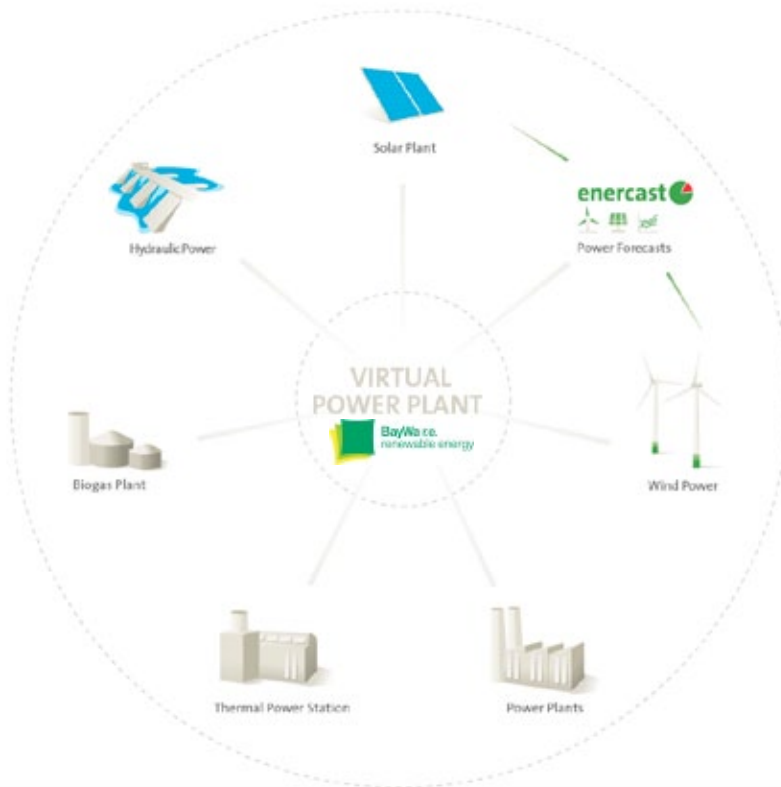 Solar Plant
enercast
Power Forecasts
Hydraulic Power
VIRTUAL
POWER PLANT
BayWa r.e.
renewable energy
Biogas Plant
Wind Power
Thermal Power Station
Power Plants